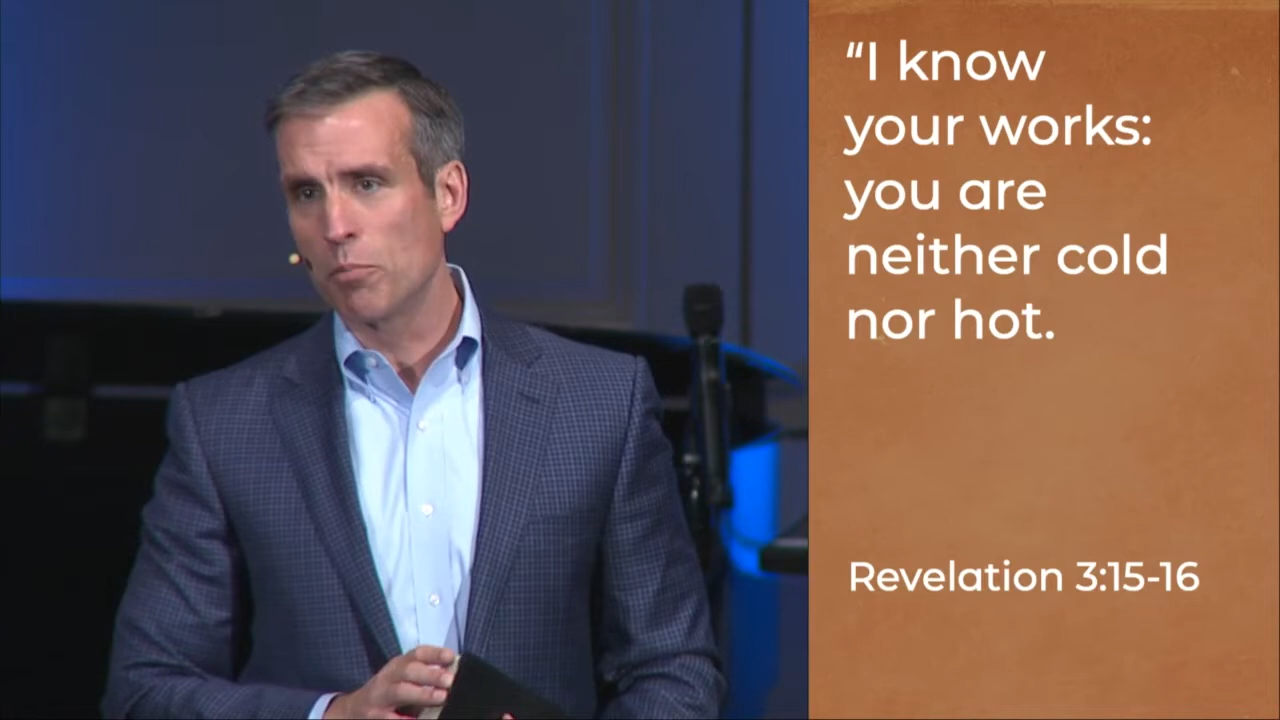 “I know
your works:
you are
neither cold
nor hot.
Revelation 3:15-16